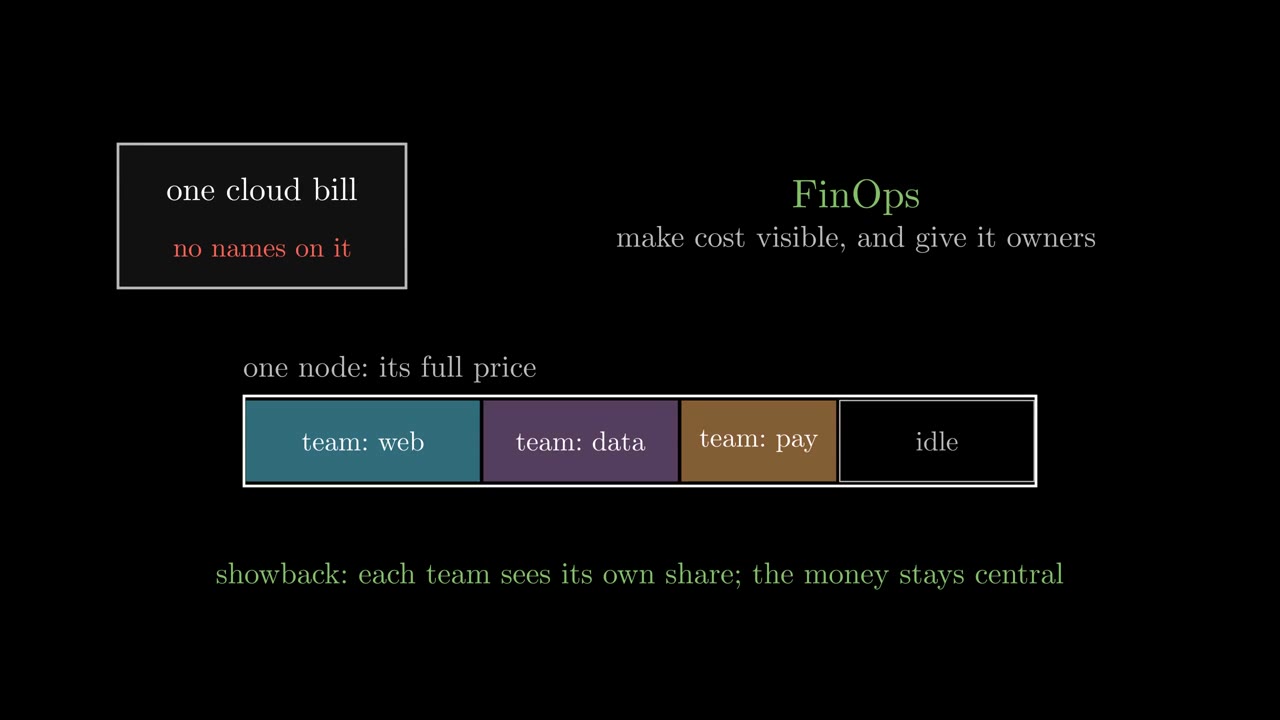 one cloud bill
no names on it
FinOps
make cost visible, and give it owners
one node: its full price
team: web
team: data
team: pay
idle
showback: each team sees its own share; the money stays central